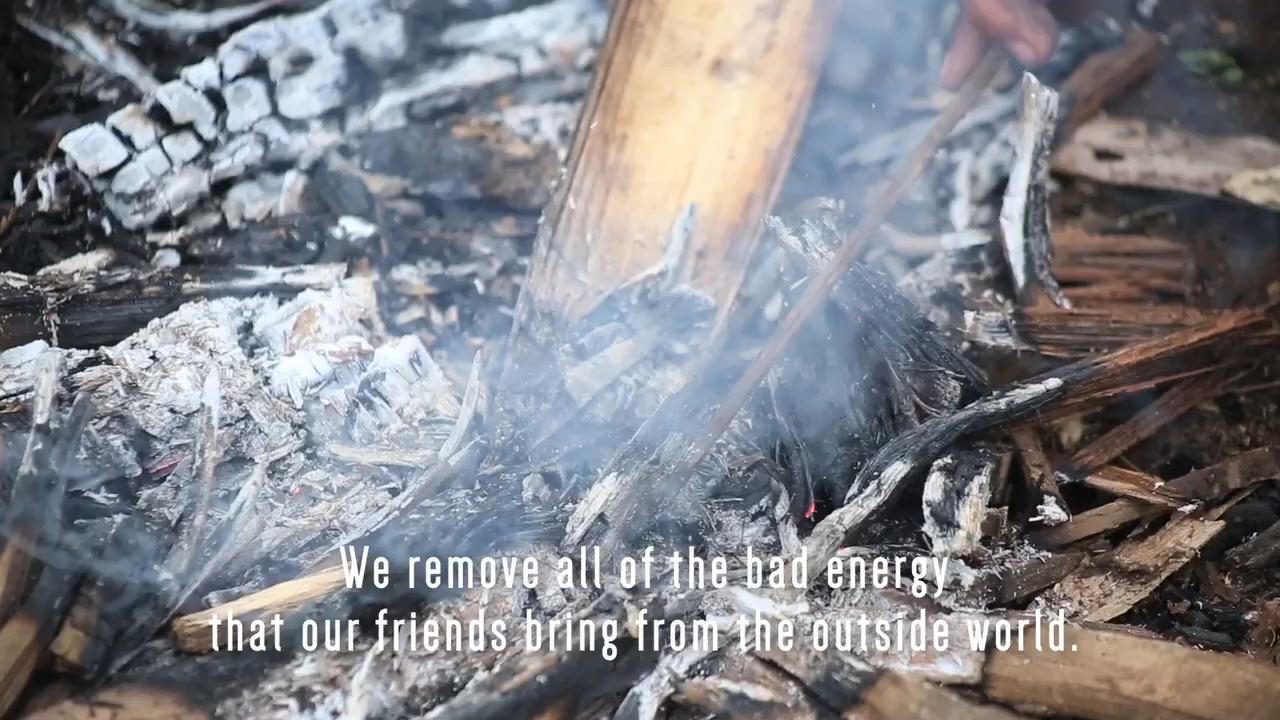 We remove all of the bad energy
that our friends bring from the outside world.